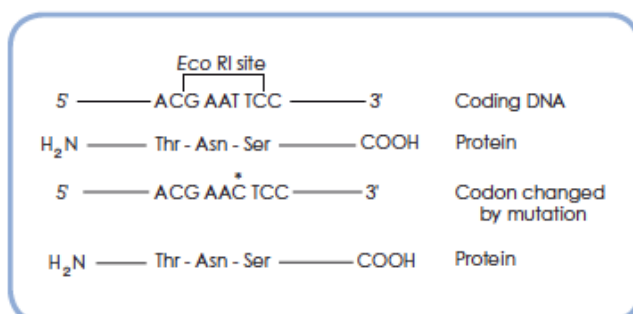 Eco RI site
5' ACG AAT TCC 3' Coding DNA
H2N Thr - Asn - Ser COOH Protein
*
5' ACG AAC TCC 3' Codon changed
by mutation
H2N Thr - Asn - Ser COOH Protein